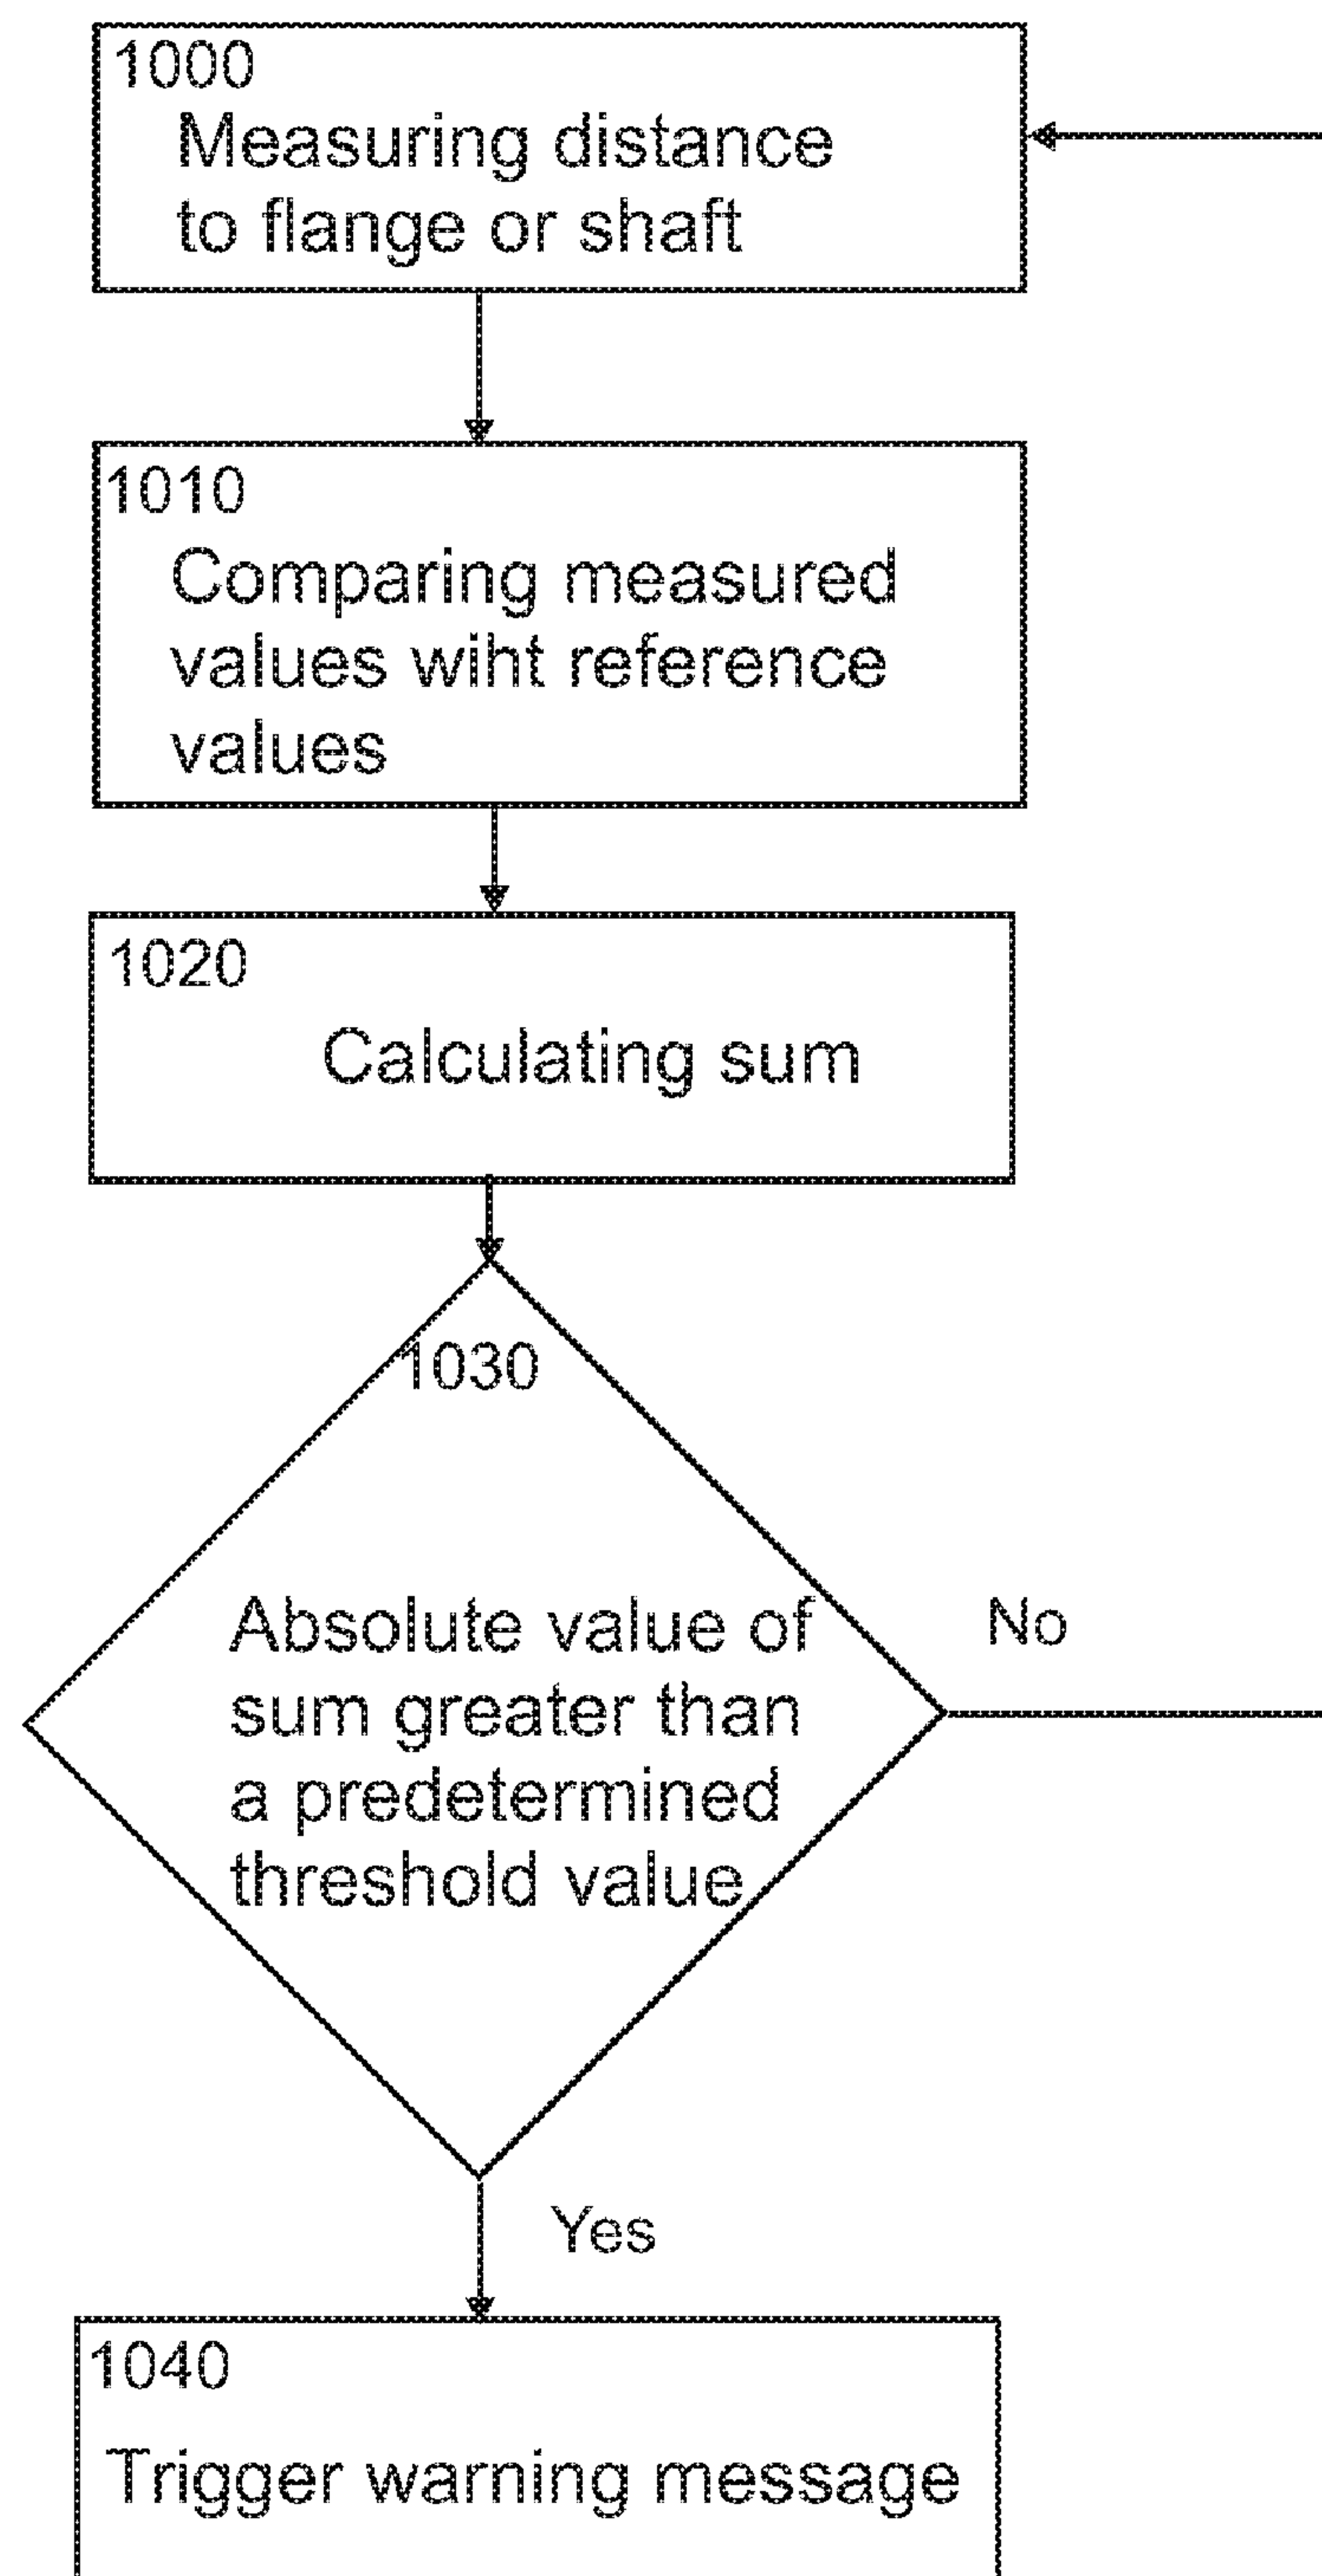 1000
Measuring distance
to flange or shaft
1010
Comparing measured
values wiht reference
values
1020
Calculating sum
1030
Absolute value of
sum greater than
a predetermined
threshold value
No
Yes
1040
Trigger warning message